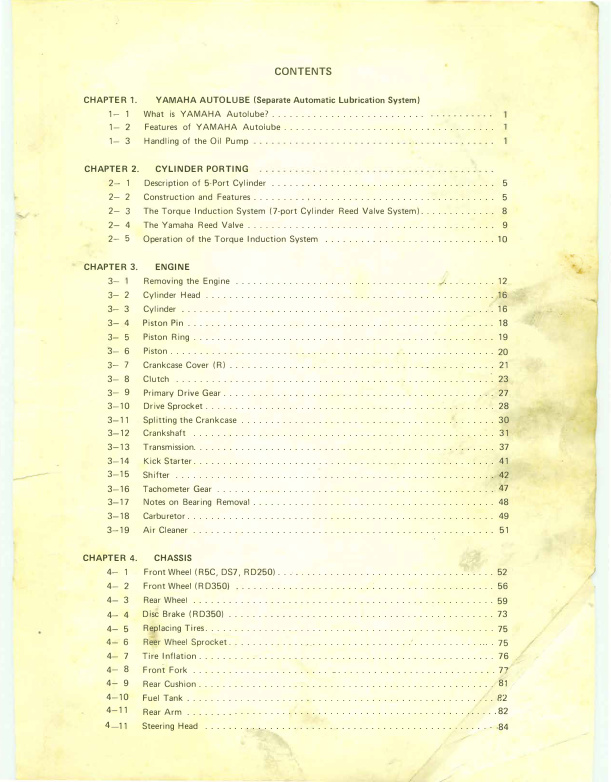 CONTENTS
CHAPTER 1. YAMAHA AUTOLUBE (Separate Automatic Lubrication System)
1– 1 What is YAMAHA Autolube? . . . . . . . . . . . . . . . . . . . . 1
1– 2 Features of YAMAHA Autolube . . . . . . . . . . . . . . . . . . . . 1
1– 3 Handling of the Oil Pump . . . . . . . . . . . . . . . . . . . . 1
CHAPTER 2. CYLINDER PORTING . . . . . . . . . . . . . . . . . . . .
2– 1 Description of 5-Port Cylinder . . . . . . . . . . . . . . . . . . . . 5
2– 2 Construction and Features . . . . . . . . . . . . . . . . . . . . 5
2– 3 The Torque Induction System (7-port Cylinder Reed Valve System) . . . . . . . . . . 8
2– 4 The Yamaha Reed Valve . . . . . . . . . . . . . . . . . . . . 9
2– 5 Operation of the Torque Induction System . . . . . . . . . . . . . . . . . . . . 10
CHAPTER 3. ENGINE
3– 1 Removing the Engine . . . . . . . . . . . . . . . . . . . . 12
3– 2 Cylinder Head . . . . . . . . . . . . . . . . . . . . 16
3– 3 Cylinder . . . . . . . . . . . . . . . . . . . . 16
3– 4 Piston Pin . . . . . . . . . . . . . . . . . . . . 18
3– 5 Piston Ring . . . . . . . . . . . . . . . . . . . . 19
3– 6 Piston . . . . . . . . . . . . . . . . . . . . 20
3– 7 Crankcase Cover (R) . . . . . . . . . . . . . . . . . . . . 21
3– 8 Clutch . . . . . . . . . . . . . . . . . . . . 23
3– 9 Primary Drive Gear . . . . . . . . . . . . . . . . . . . . 27
3–10 Drive Sprocket . . . . . . . . . . . . . . . . . . . . 28
3–11 Splitting the Crankcase . . . . . . . . . . . . . . . . . . . . 30
3–12 Crankshaft . . . . . . . . . . . . . . . . . . . . 31
3–13 Transmission. . . . . . . . . . . . . . . . . . . . 37
3–14 Kick Starter . . . . . . . . . . . . . . . . . . . . 41
3–15 Shifter . . . . . . . . . . . . . . . . . . . . 42
3–16 Tachometer Gear . . . . . . . . . . . . . . . . . . . . 47
3–17 Notes on Bearing Removal . . . . . . . . . . . . . . . . . . . . 48
3–18 Carburetor . . . . . . . . . . . . . . . . . . . . 49
3–19 Air Cleaner . . . . . . . . . . . . . . . . . . . . 51
CHAPTER 4. CHASSIS
4– 1 Front Wheel (R5C, DS7, RD250) . . . . . . . . . . . . . . . . . . . . 52
4– 2 Front Wheel (RD350) . . . . . . . . . . . . . . . . . . . . 56
4– 3 Rear Wheel . . . . . . . . . . . . . . . . . . . . 59
4– 4 Disc Brake (RD350) . . . . . . . . . . . . . . . . . . . . 73
4– 5 Replacing Tires . . . . . . . . . . . . . . . . . . . . 75
4– 6 Reer Wheel Sprocket . . . . . . . . . . . . . . . . . . . . 75
4– 7 Tire Inflation . . . . . . . . . . . . . . . . . . . . 76
4– 8 Front Fork . . . . . . . . . . . . . . . . . . . . 77
4– 9 Rear Cushion . . . . . . . . . . . . . . . . . . . . 81
4–10 Fuel Tank . . . . . . . . . . . . . . . . . . . . 82
4–11 Rear Arm . . . . . . . . . . . . . . . . . . . . 82
4–11 Steering Head . . . . . . . . . . . . . . . . . . . . 84